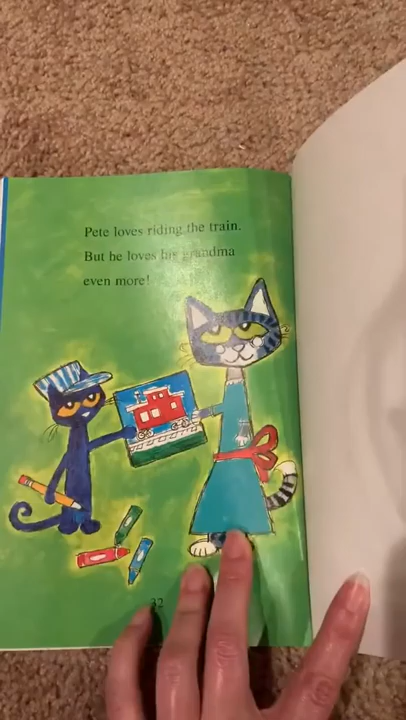 Pete loves riding the train.
But he loves his grandma
even more!
32